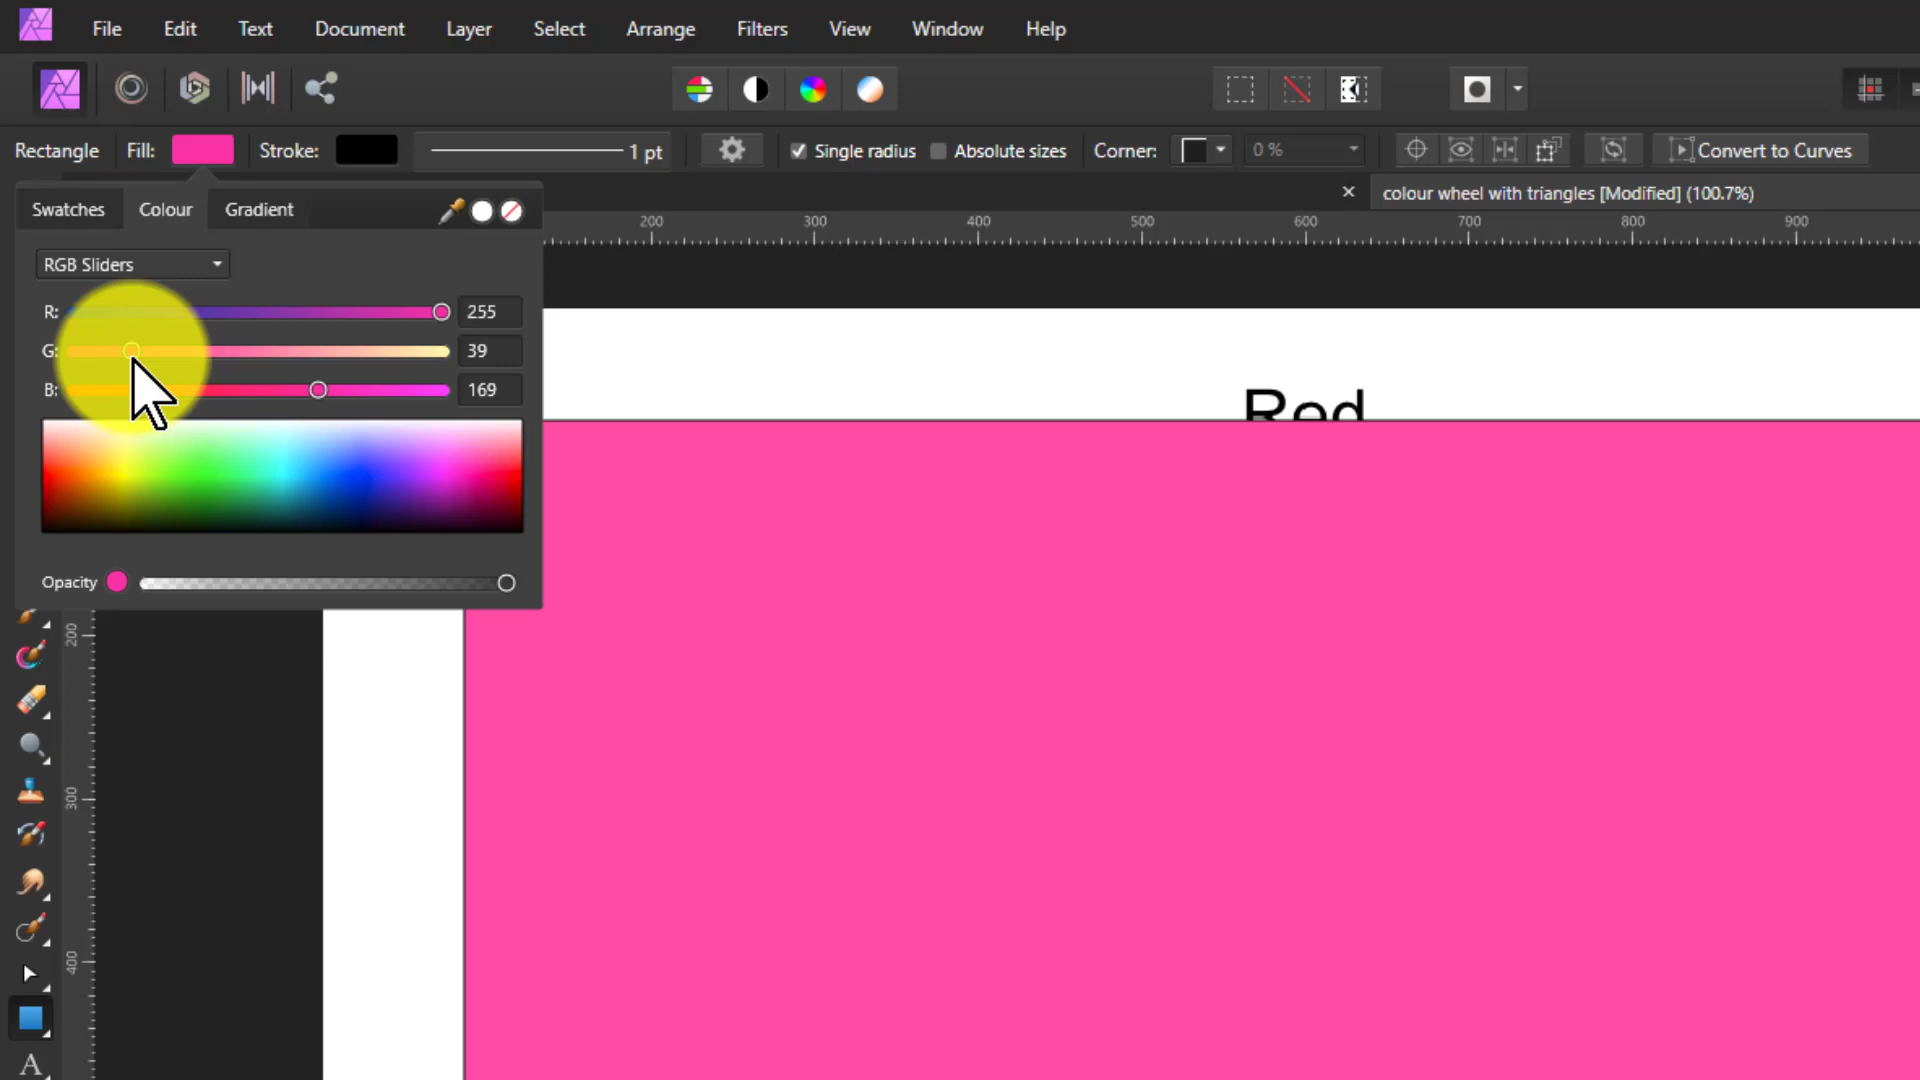 File Edit Text Document Layer Select Arrange Filters View Window Help
Rectangle Fill: Stroke: 1 pt Single radius Absolute sizes Corner: 0 % Convert to Curves
Swatches Colour Gradient
colour wheel with triangles [Modified] (100.7%)
200 300 400 500 600 700 800 900
RGB Sliders
R: 255
G: 39
B: 169
Red
Opacity
200
300
400